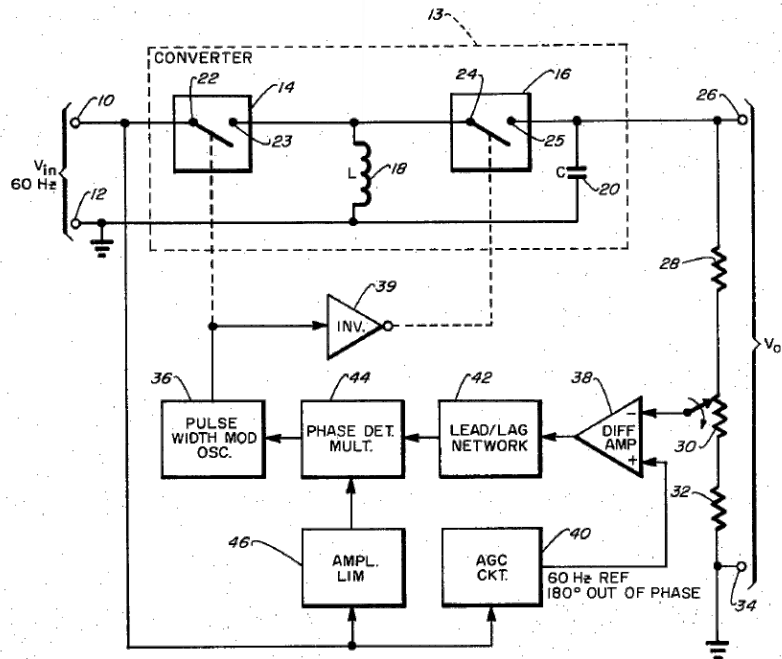 13
CONVERTER
22
14
24
16
10
26
23
25
Vin
60 Hz
12
L
18
C
20
28
39
INV.
Vo
36
44
42
38
PULSE
WIDTH MOD
OSC.
PHASE DET.
MULT.
LEAD/LAG
NETWORK
DIFF
AMP
−
+
30
32
46
AMPL.
LIM
AGC
CKT.
40
60 Hz REF
180° OUT OF PHASE
34